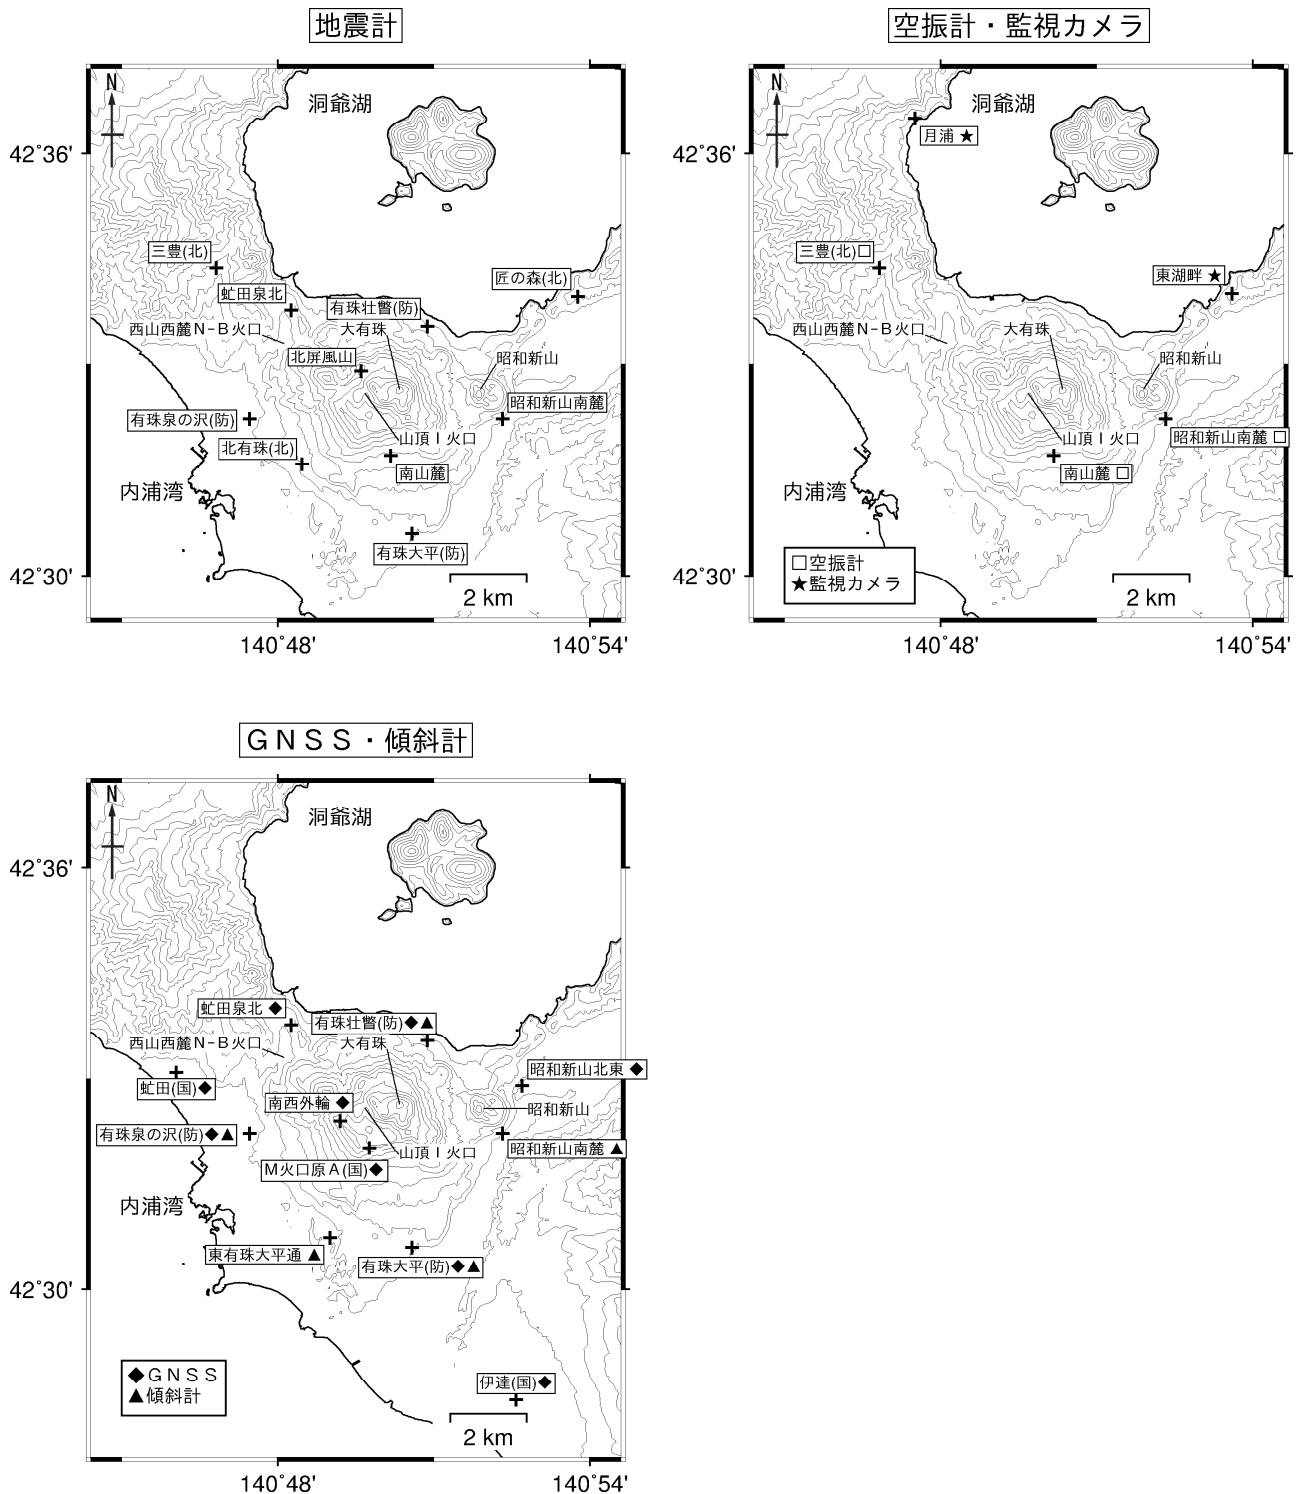 地震計
N
洞爺湖
42°36'
三豊(北)
匠の森(北)
虻田泉北
有珠壮瞥(防)
西山西麓N-B火口
大有珠
北屏風山
昭和新山
昭和新山南麓
有珠泉の沢(防)
山頂Ⅰ火口
北有珠(北)
南山麓
内浦湾
有珠大平(防)
42°30'
2 km
140°48'
140°54'
空振計・監視カメラ
N
洞爺湖
月浦★
42°36'
三豊(北)□
東湖畔★
西山西麓N-B火口
大有珠
昭和新山
山頂Ⅰ火口
昭和新山南麓□
南山麓□
内浦湾
□空振計
★監視カメラ
42°30'
2 km
140°48'
140°54'
GNSS・傾斜計
N
洞爺湖
42°36'
虻田泉北◆
有珠壮瞥(防)◆▲
西山西麓N-B火口
大有珠
昭和新山北東◆
虻田(国)◆
南西外輪◆
昭和新山
有珠泉の沢(防)◆▲
山頂Ⅰ火口
昭和新山南麓▲
M火口原A(国)◆
内浦湾
東有珠大平通▲
有珠大平(防)◆▲
42°30'
◆GNSS
▲傾斜計
伊達(国)◆
2 km
140°48'
140°54'